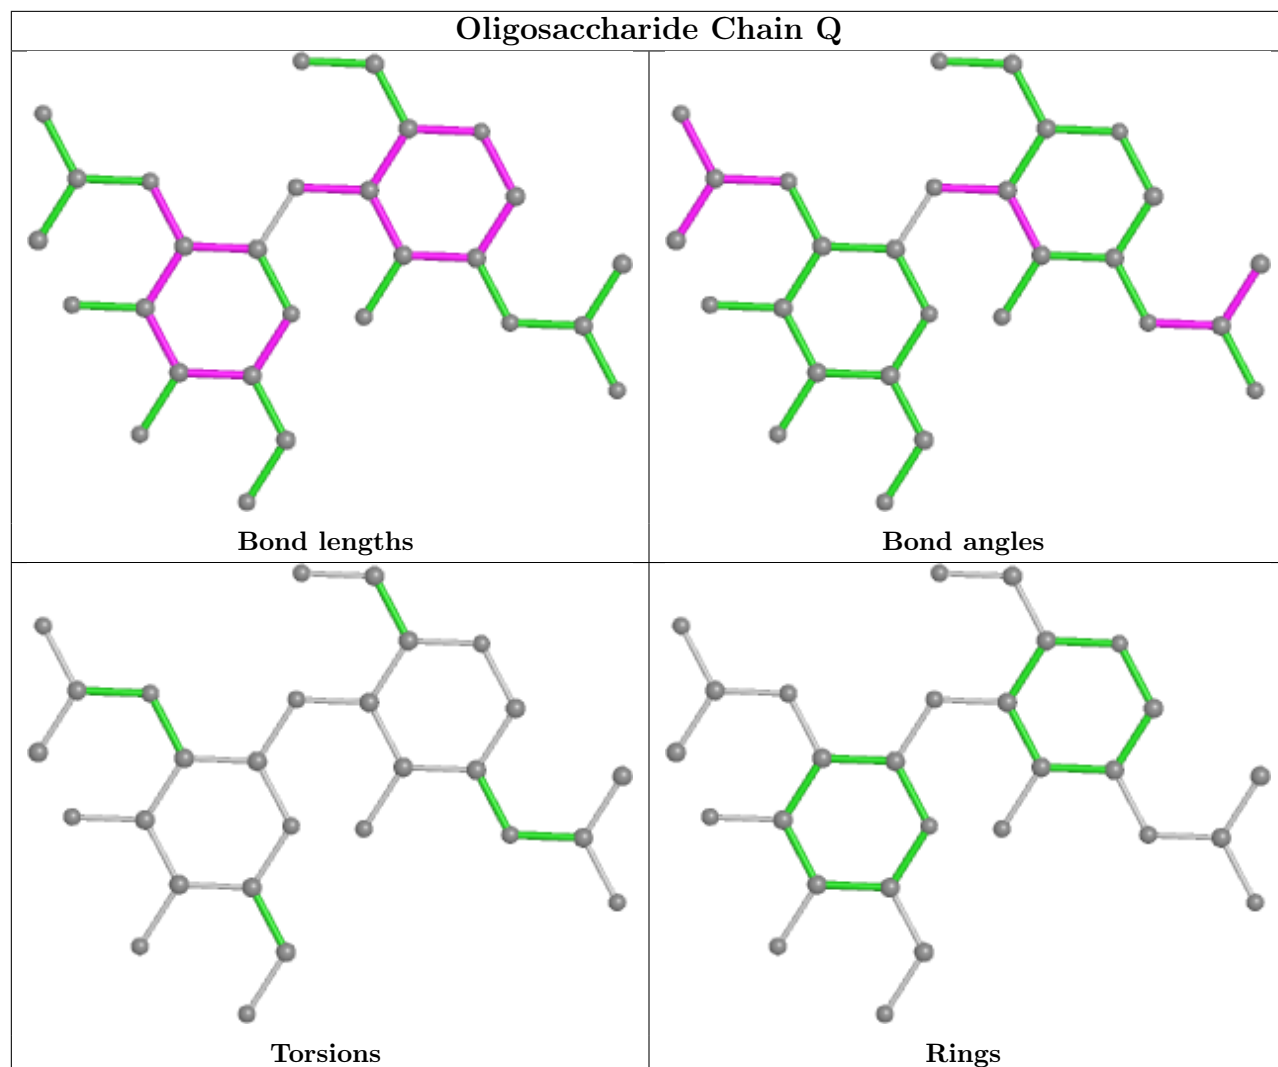 Oligosaccharide Chain Q
Bond lengths
Bond angles
Torsions
Rings